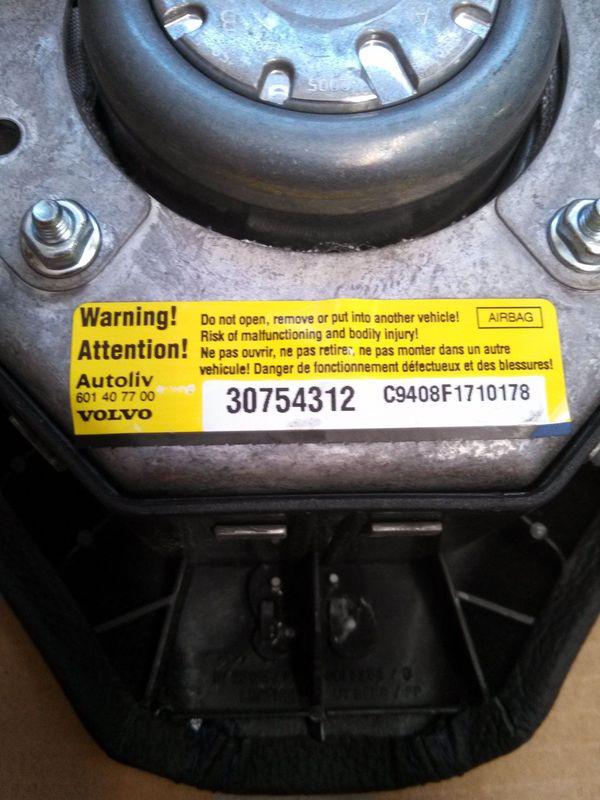 A
B
Warning!
Attention!
Do not open, remove or put into another vehicle!
Risk of malfunctioning and bodily injury!
Ne pas ouvrir, ne pas retirer, ne pas monter dans un autre
vehicule! Danger de fonctionnement défectueux et des blessures!
AIRBAG
Autoliv
601 40 77 00
VOLVO
30754312
C9408F1710178